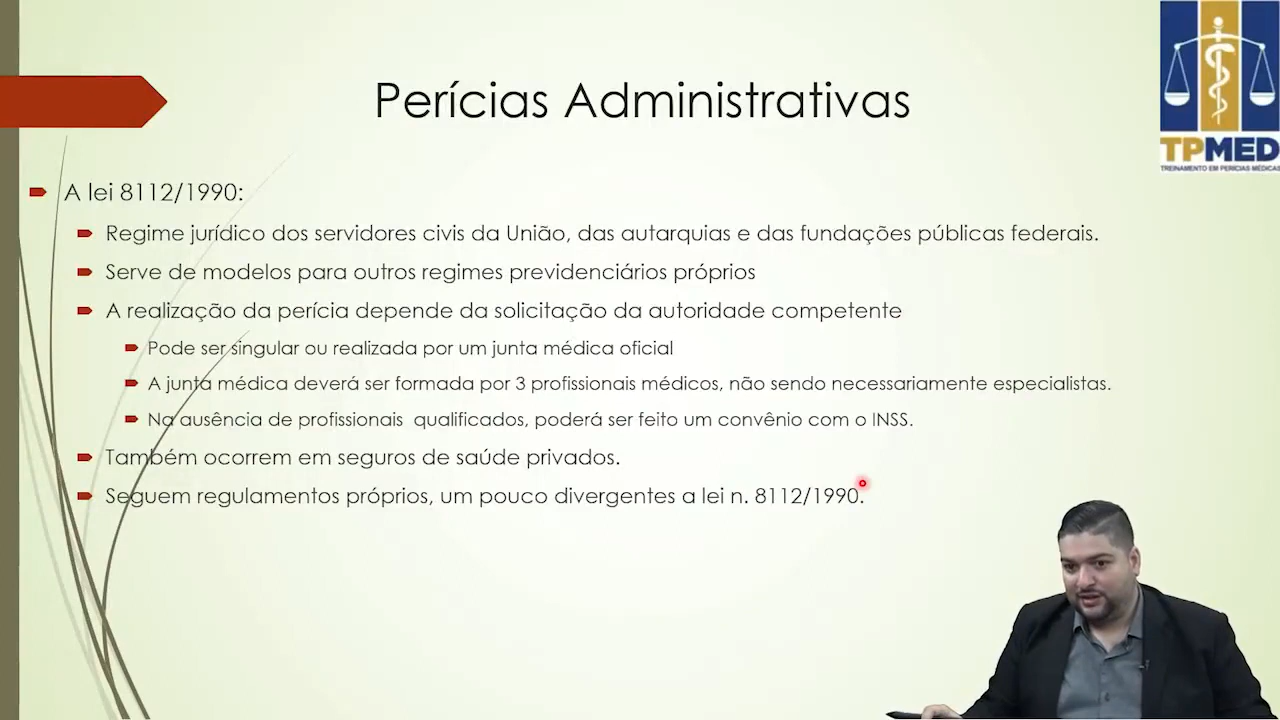 Perícias Administrativas
TPMED
TREINAMENTO EM PERÍCIAS MÉDICAS
A lei 8112/1990:
Regime jurídico dos servidores civis da União, das autarquias e das fundações públicas federais.
Serve de modelos para outros regimes previdenciários próprios
A realização da perícia depende da solicitação da autoridade competente
Pode ser singular ou realizada por um junta médica oficial
A junta médica deverá ser formada por 3 profissionais médicos, não sendo necessariamente especialistas.
Na ausência de profissionais  qualificados, poderá ser feito um convênio com o INSS.
Também ocorrem em seguros de saúde privados.
Seguem regulamentos próprios, um pouco divergentes a lei n. 8112/1990.